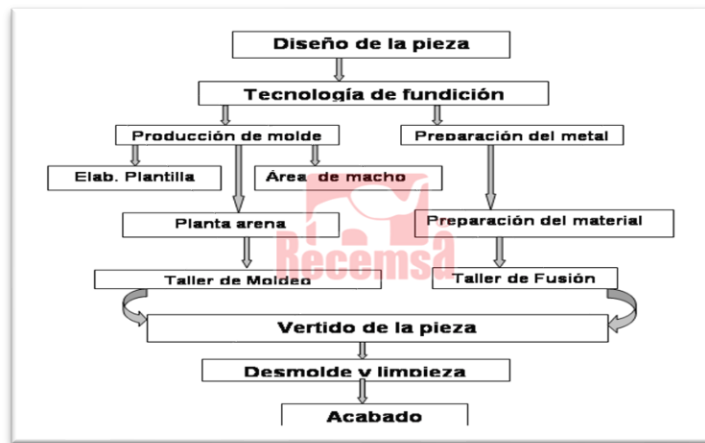 Diseño de la pieza
Tecnología de fundición
Producción de molde
Preparación del metal
Elab. Plantilla
Área de macho
Planta arena
Preparación del material
Recemsa
Taller de Moldeo
Taller de Fusión
Vertido de la pieza
Desmolde y limpieza
Acabado